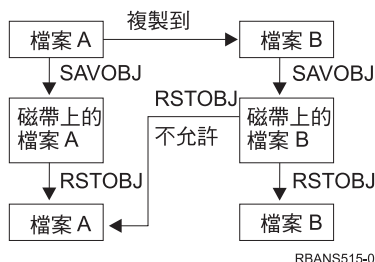 複製到
檔案 A
檔案 B
SAVOBJ
SAVOBJ
磁帶上的
檔案 A
RSTOBJ
不允許
磁帶上的
檔案 B
RSTOBJ
RSTOBJ
檔案 A
檔案 B
RBANS515-0